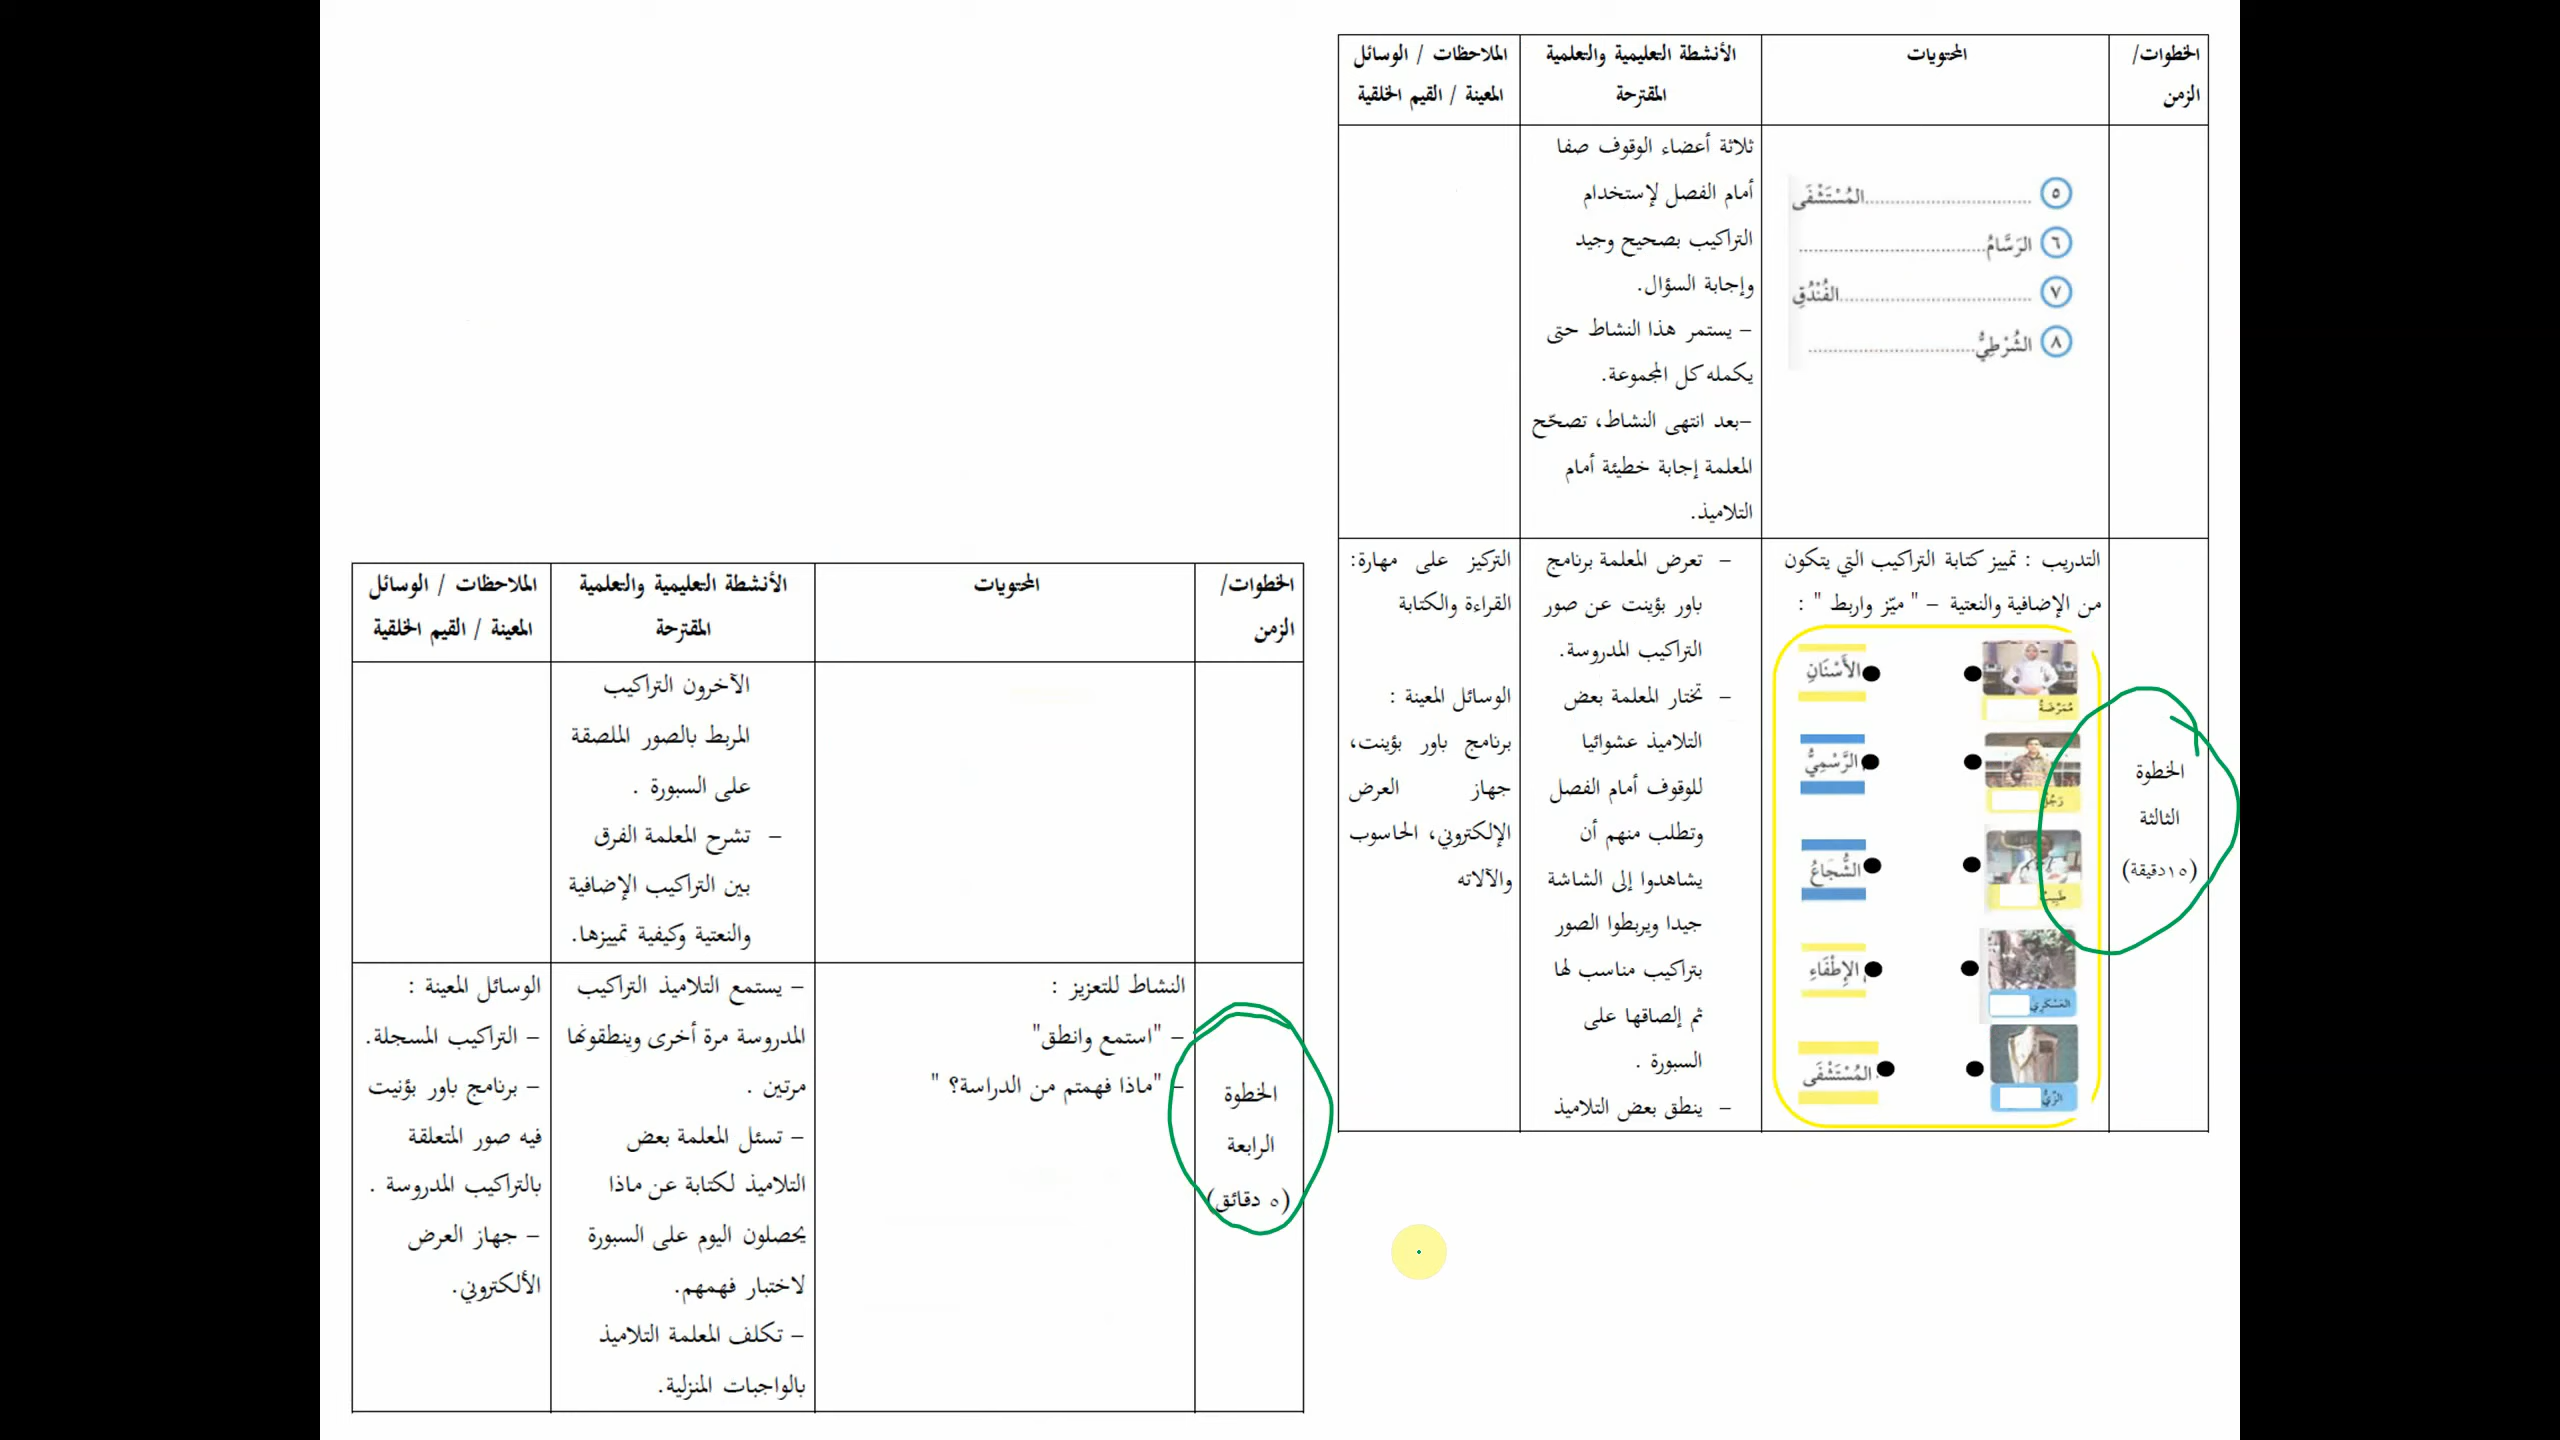 الخطوات/ الزمن
المحتويات
الأنشطة التعليمية والتعلمية
المقترحة
الملاحظات / الوسائل
المعينة / القيم الخلقية
٥ ....................المُسْتَشْفَى
٦ الرَسَّامُ....................
٧ ....................الفُنْدُقِ
٨ الشُرْطِيُّ....................
ثلاثة أعضاء الوقوف صفا
أمام الفصل لإستخدام
التراكيب بصحيح وجيد
وإجابة السؤال.
– يستمر هذا النشاط حتى
يكمله كل المجموعة.
–بعد انتهى النشاط، تصحّح
المعلمة إجابة خطيئة أمام
التلاميذ.
الخطوة
الثالثة
(١٥دقيقة)
التدريب : تمييز كتابة التراكيب التي يتكون
من الإضافية والنعتية – " ميّز واربط " :
مُمَرِّضَةُ
الأَسْنَانِ
رَجُلُ
الرَّسْمِيُّ
طَبِيبُ
الشُّجَاعُ
العَسْكَرِيُّ
الإِطْفَاءِ
الزِّيُّ
المُسْتَشْفَى
– تعرض المعلمة برنامج
باور بؤينت عن صور
التراكيب المدروسة.
– تختار المعلمة بعض
التلاميذ عشوائيا
للوقوف أمام الفصل
وتطلب منهم أن
يشاهدوا إلى الشاشة
جيدا ويربطوا الصور
بتراكيب مناسب لها
ثم إلصاقها على
السبورة .
– ينطق بعض التلاميذ
التركيز على مهارة:
القراءة والكتابة
الوسائل المعينة :
برنامج باور بؤينت،
جهاز العرض
الإلكتروني، الحاسوب
والآلاته
الخطوات/
الزمن
المحتويات
الأنشطة التعليمية والتعلمية
المقترحة
الملاحظات / الوسائل
المعينة / القيم الخلقية
الآخرون التراكيب
المربط بالصور الملصقة
على السبورة .
– تشرح المعلمة الفرق
بين التراكيب الإضافية
والنعتية وكيفية تمييزها.
الخطوة
الرابعة
(٥ دقائق)
النشاط للتعزيز :
– "استمع وانطق"
– "ماذا فهمتم من الدراسة؟ "
– يستمع التلاميذ التراكيب
المدروسة مرة أخرى وينطقونها
مرتين .
– تسئل المعلمة بعض
التلاميذ لكتابة عن ماذا
يحصلون اليوم على السبورة
لاختبار فهمهم.
– تكلف المعلمة التلاميذ
بالواجبات المنزلية.
الوسائل المعينة :
– التراكيب المسجلة.
– برنامج باور بؤنيت
فيه صور المتعلقة
بالتراكيب المدروسة .
– جهاز العرض
الألكتروني.